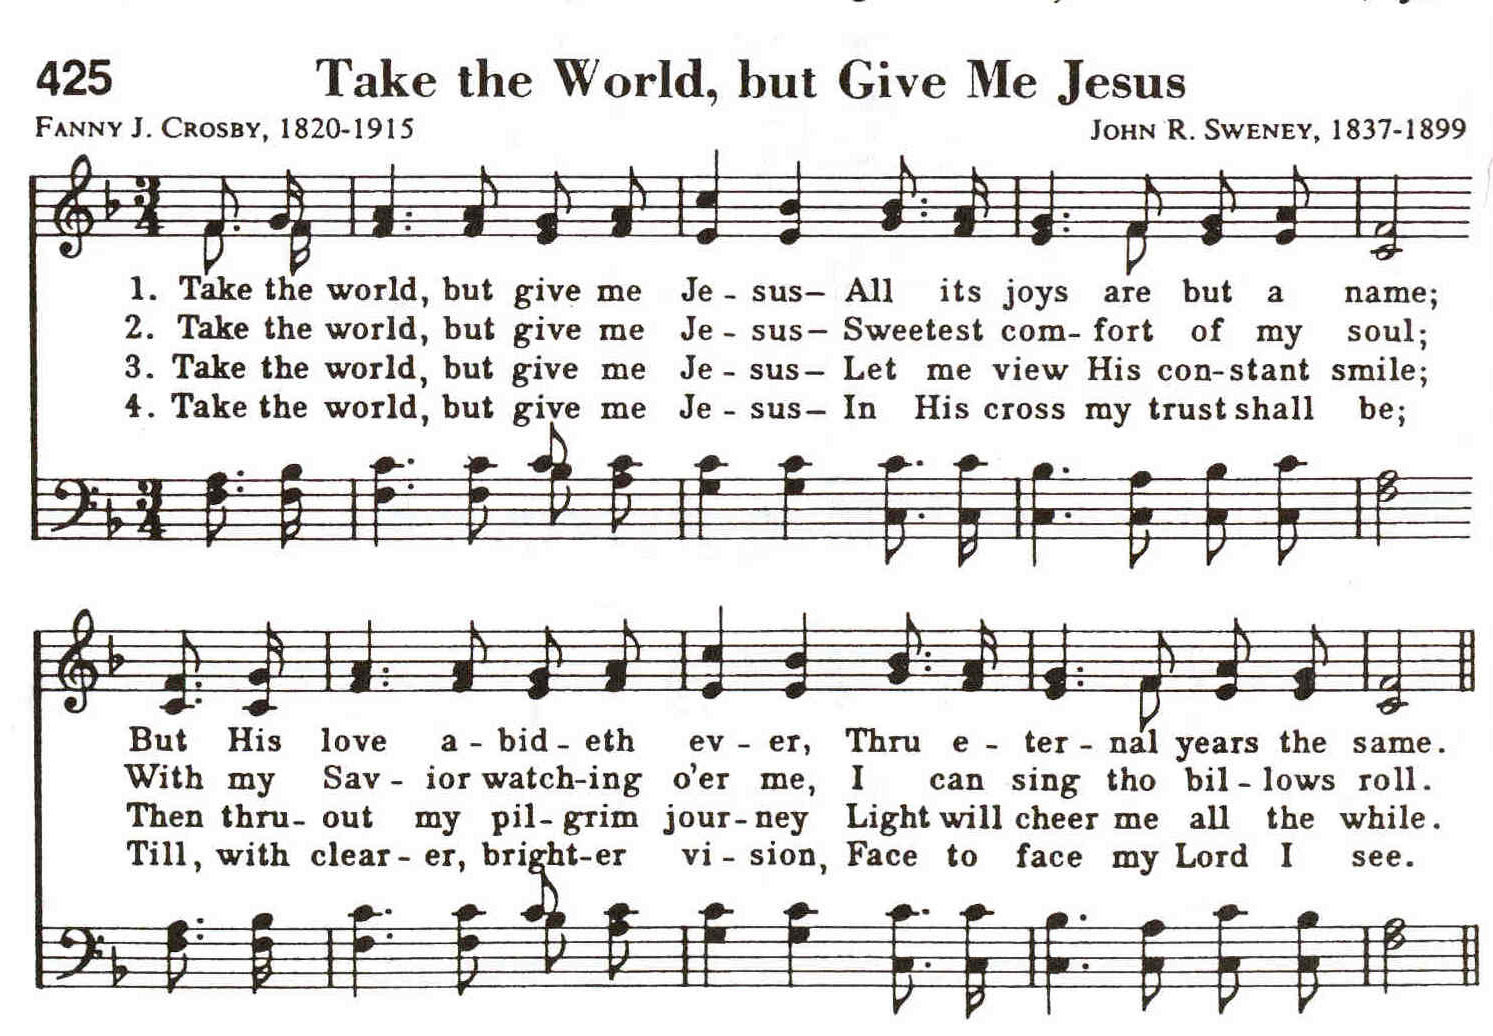 425 Take the World, but Give Me Jesus
FANNY J. CROSBY, 1820-1915 JOHN R. SWENEY, 1837-1899
3/4
1. Take the world, but give me Je - sus— All its joys are but a name;
2. Take the world, but give me Je - sus— Sweetest com- fort of my soul;
3. Take the world, but give me Je - sus— Let me view His con-stant smile;
4. Take the world, but give me Je - sus— In His cross my trust shall be;
3/4
But His love a - bid - eth ev - er, Thru e - ter - nal years the same.
With my Sav - ior watch-ing o'er me, I can sing tho bil - lows roll.
Then thru- out my pil - grim jour - ney Light will cheer me all the while.
Till, with clear - er, bright-er vi - sion, Face to face my Lord I see.